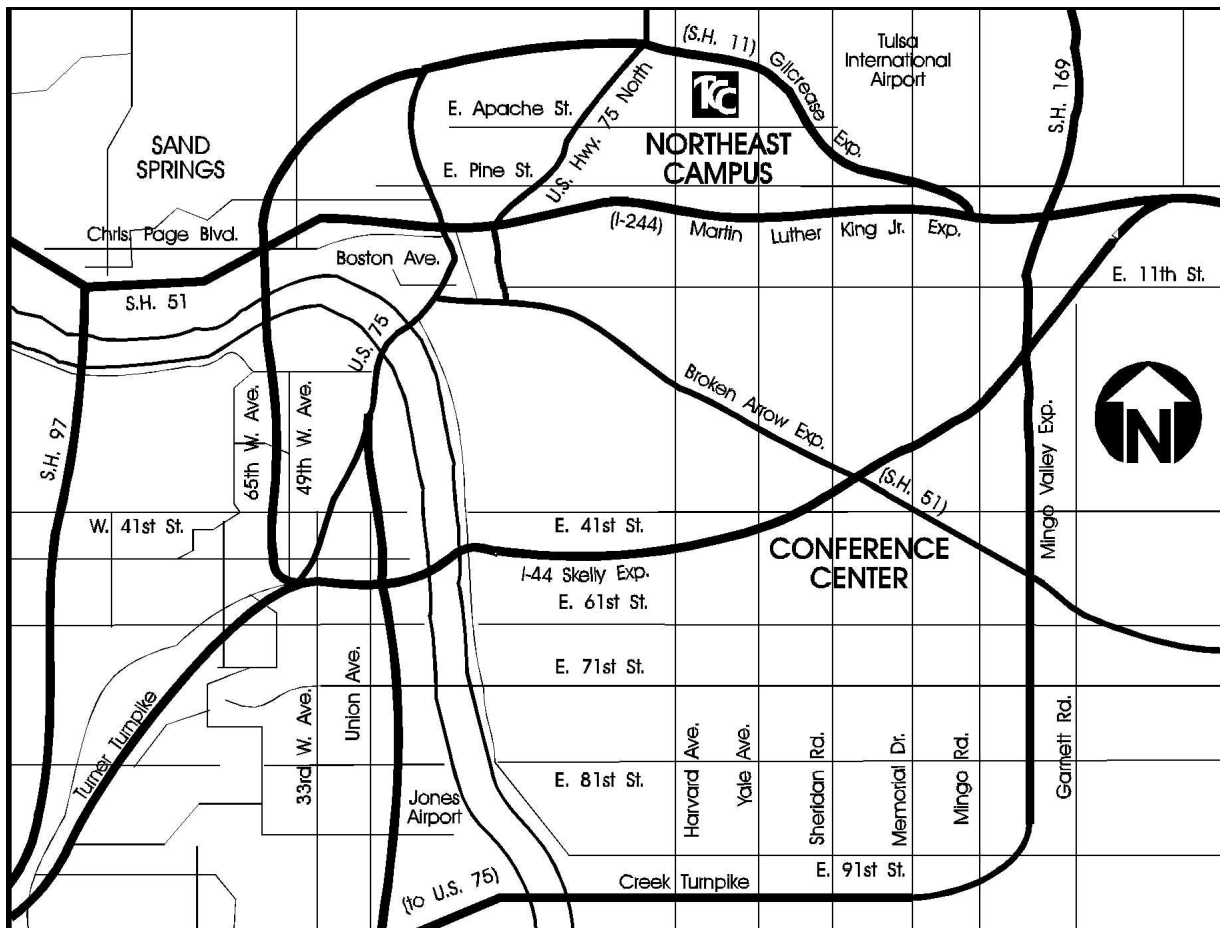 (S.H. 11)
Gilcrease Exp.
Tulsa
International
Airport
S.H. 169
TCC
E. Apache St.
U.S. Hwy. 75 North
NORTHEAST
CAMPUS
SAND
SPRINGS
E. Pine St.
Chrls. Page Blvd.
(I-244) Martin Luther King Jr. Exp.
Boston Ave.
E. 11th St.
S.H. 51
U.S. 75
Broken Arrow Exp.
(S.H. 51)
N
S.H. 97
65th W. Ave.
49th W. Ave.
Mingo Valley Exp.
W. 41st St.
E. 41st St.
CONFERENCE
CENTER
I-44 Skelly Exp.
E. 61st St.
E. 71st St.
Turner Turnpike
33rd W. Ave.
Union Ave.
Harvard Ave.
Yale Ave.
Sheridan Rd.
Memorial Dr.
Mingo Rd.
Garnett Rd.
E. 81st St.
Jones
Airport
E. 91st St.
(to U.S. 75)
Creek Turnpike